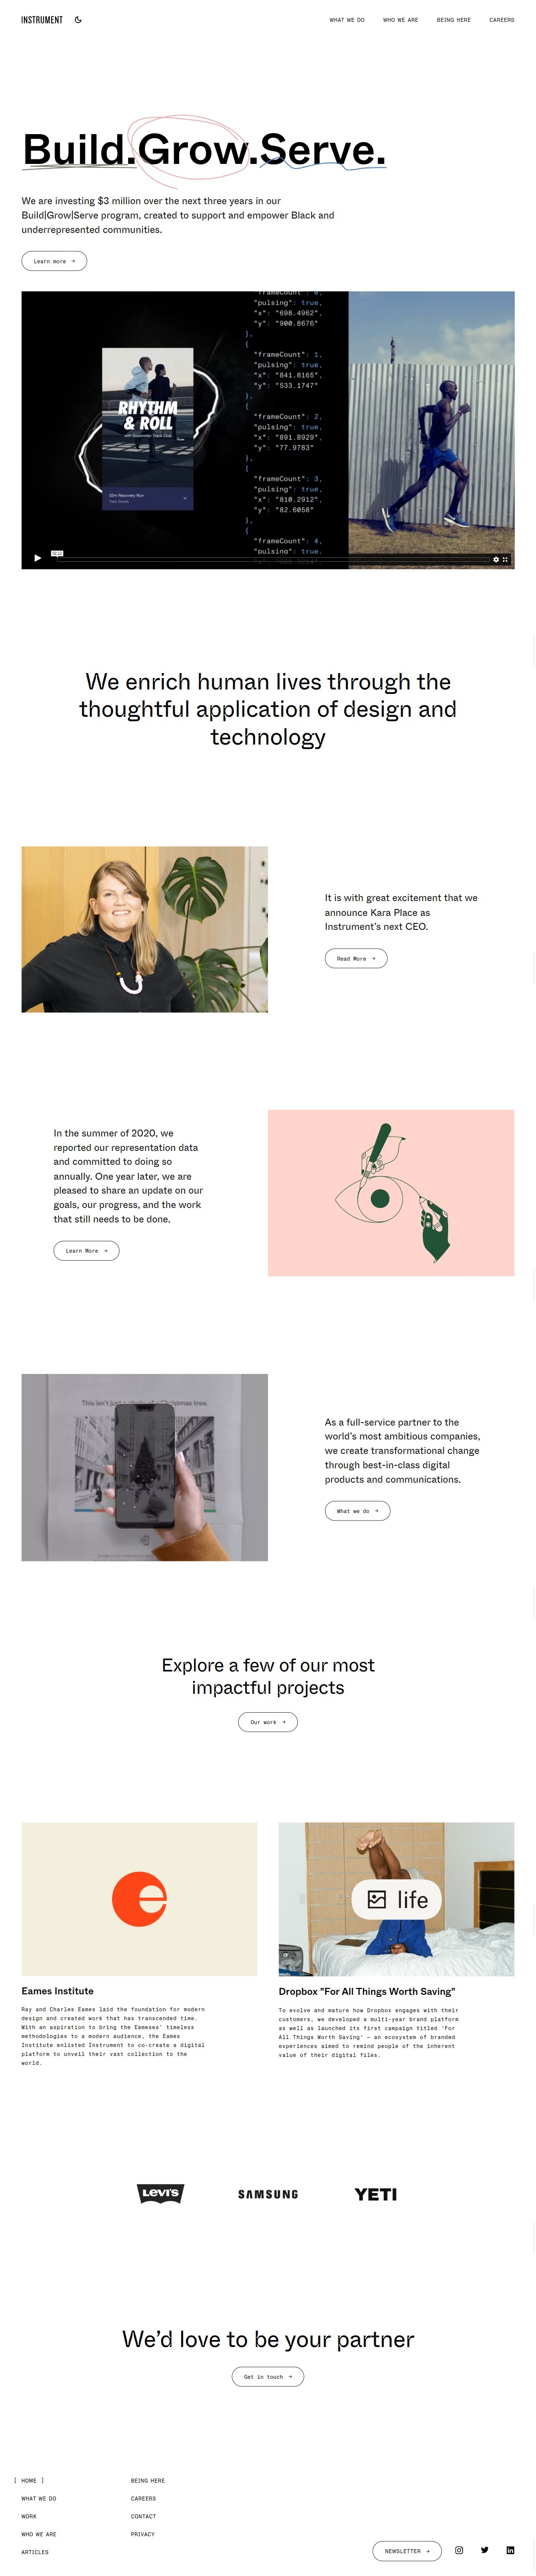 INSTRUMENT
WHAT WE DO
WHO WE ARE
BEING HERE
CAREERS
Build. Grow. Serve.
We are investing $3 million over the next three years in our
Build|Grow|Serve program, created to support and empower Black and
underrepresented communities.
Learn more →
RHYTHM
& ROLL
22m Recovery Run
"frameCount": 0,
"pulsing": true,
"x": "698.4962",
"y": "900.8676"
},
{
"frameCount": 1,
"pulsing": true,
"x": "841.8165",
"y": "533.1747"
},
{
"frameCount": 2,
"pulsing": true,
"x": "891.8929",
"y": "77.9783"
},
{
"frameCount": 3,
"pulsing": true,
"x": "810.2912",
"y": "82.6058"
},
{
"frameCount": 4,
"pulsing": true,
We enrich human lives through the
thoughtful application of design and
technology
It is with great excitement that we
announce Kara Place as
Instrument's next CEO.
Read More →
In the summer of 2020, we
reported our representation data
and committed to doing so
annually. One year later, we are
pleased to share an update on our
goals, our progress, and the work
that still needs to be done.
Learn More →
This isn't just a photo of a Christmas tree.
As a full-service partner to the
world's most ambitious companies,
we create transformational change
through best-in-class digital
products and communications.
What we do →
Explore a few of our most
impactful projects
Our work →
e
life
Eames Institute
Ray and Charles Eames laid the foundation for modern
design and created work that has transcended time.
With an aspiration to bring the Eameses' timeless
methodologies to a modern audience, the Eames
Institute enlisted Instrument to co-create a digital
platform to unveil their vast collection to the
world.
Dropbox "For All Things Worth Saving"
To evolve and mature how Dropbox engages with their
customers, we developed a multi-year brand platform
as well as launched its first campaign titled 'For
All Things Worth Saving' — an ecosystem of branded
experiences aimed to remind people of the inherent
value of their digital files.
LEVI'S
SAMSUNG
YETI
We'd love to be your partner
Get in touch →
[ HOME ]
WHAT WE DO
WORK
WHO WE ARE
ARTICLES
BEING HERE
CAREERS
CONTACT
PRIVACY
NEWSLETTER →